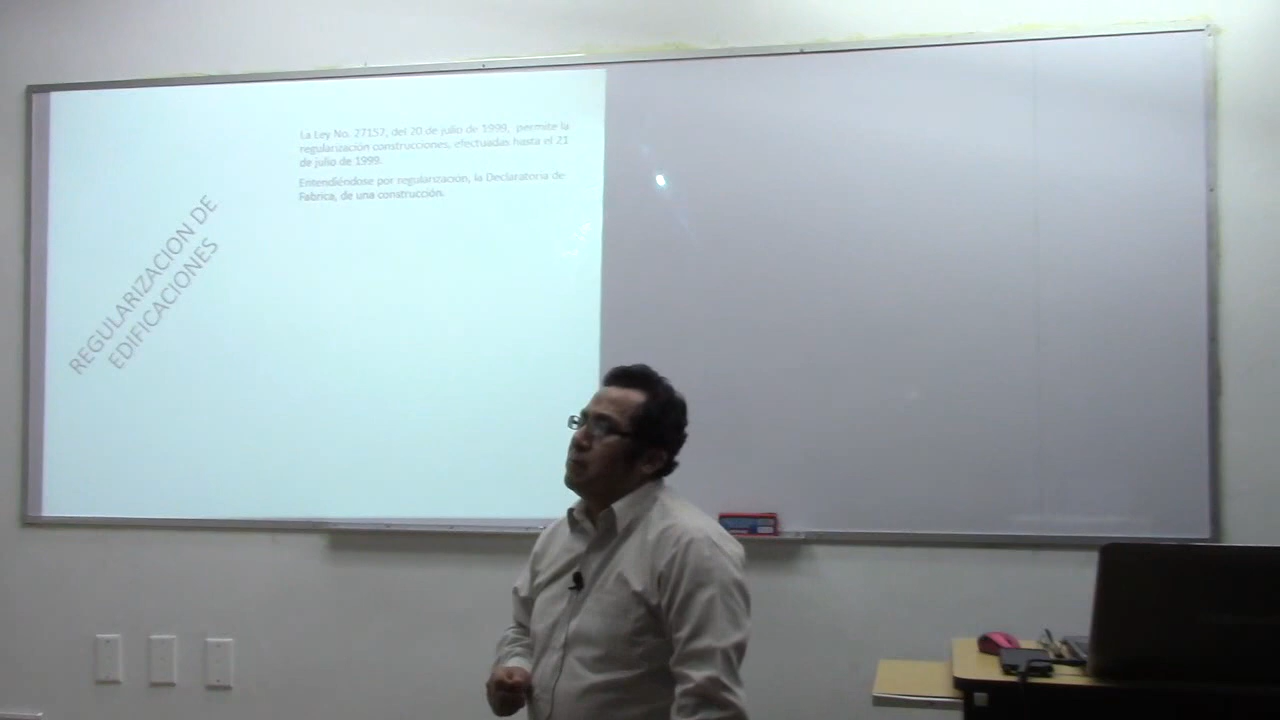 REGULARIZACION DE
EDIFICACIONES
La Ley No. 27157, del 20 de julio de 1999, permite la
regularización construcciones, efectuadas hasta el 21
de julio de 1999.
Entendiéndose por regularizacion, la Declaratoria de
Fabrica, de una construcción.